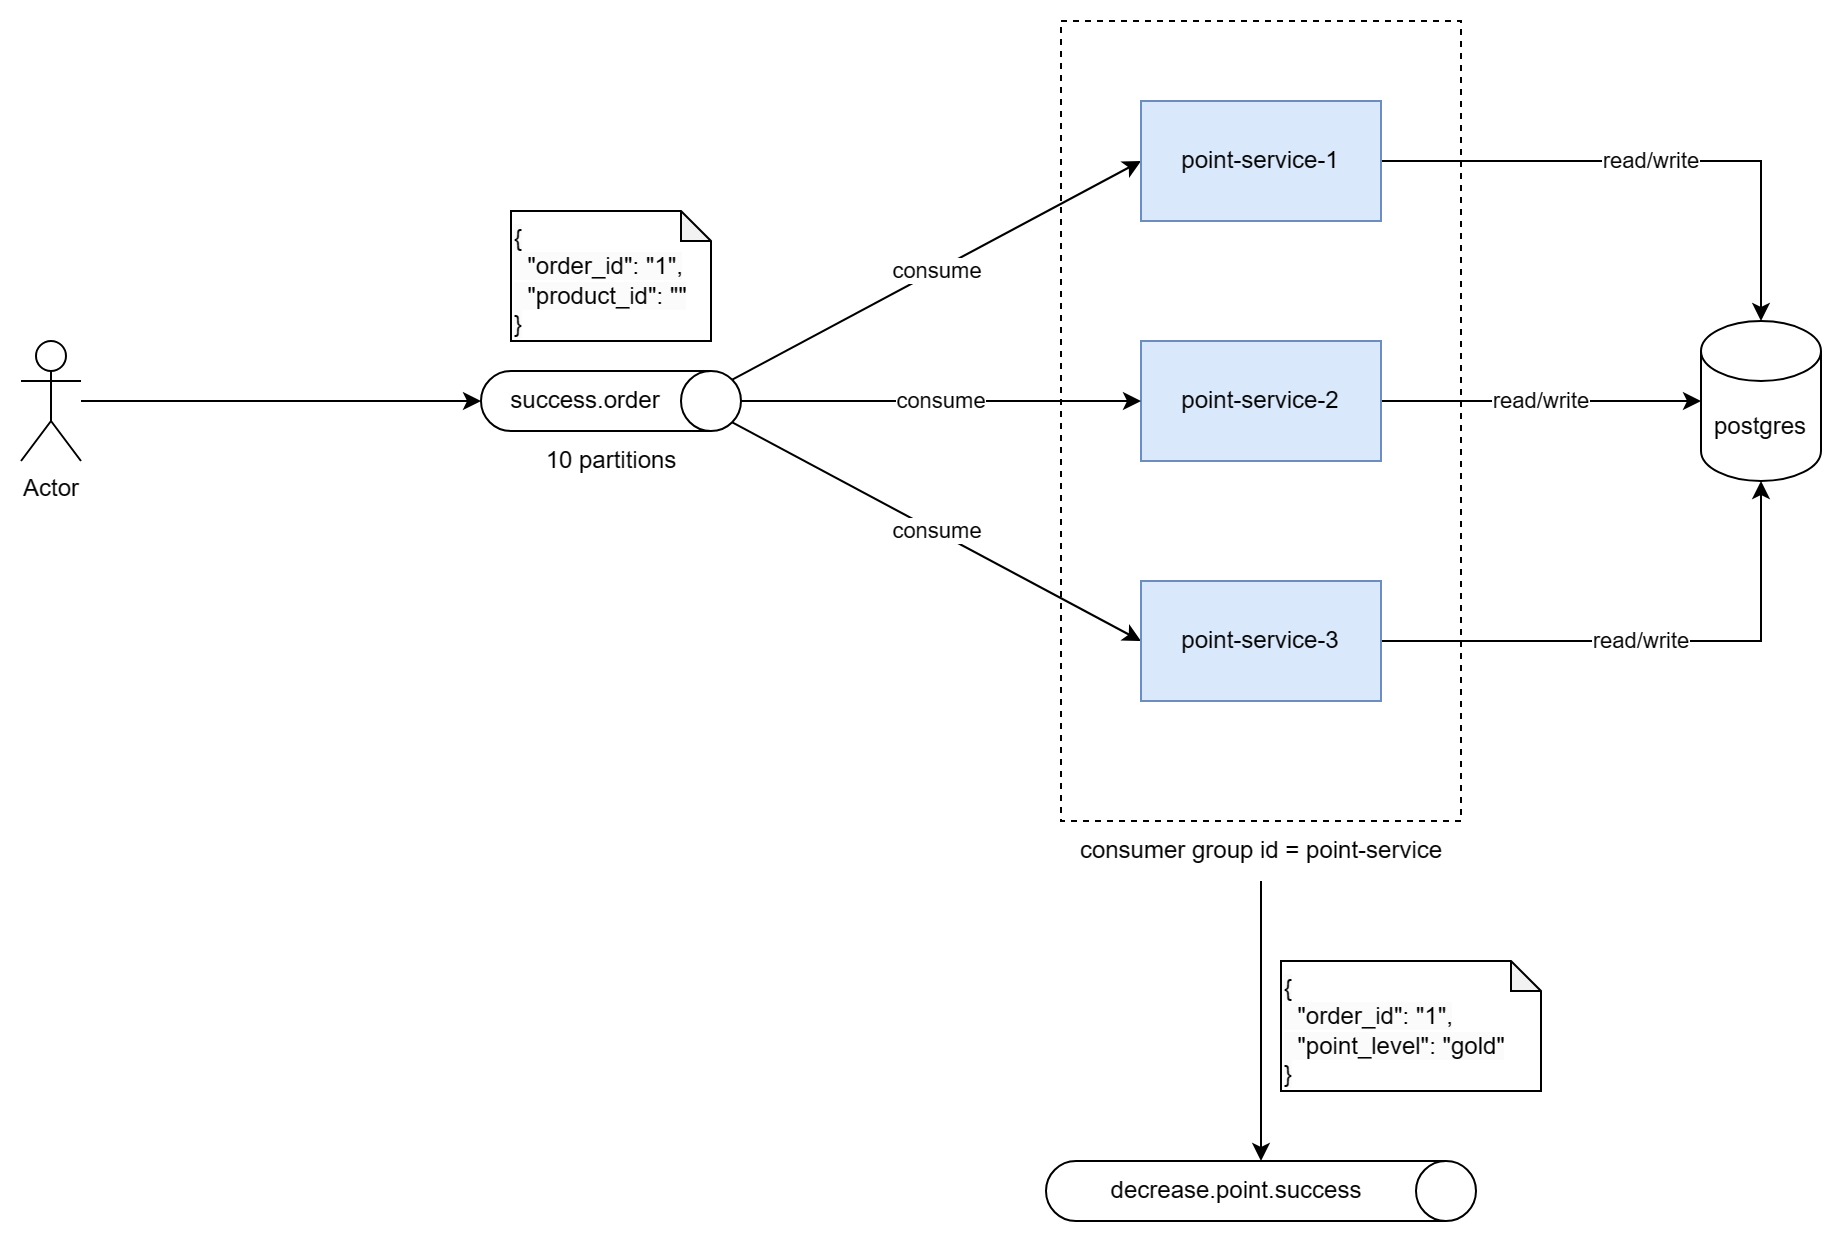 point-service-1
read/write
{
"order_id": "1",
"product_id": ""
}
consume
Actor
success.order
10 partitions
consume
point-service-2
read/write
postgres
consume
point-service-3
read/write
consumer group id = point-service
{
"order_id": "1",
"point_level": "gold"
}
decrease.point.success